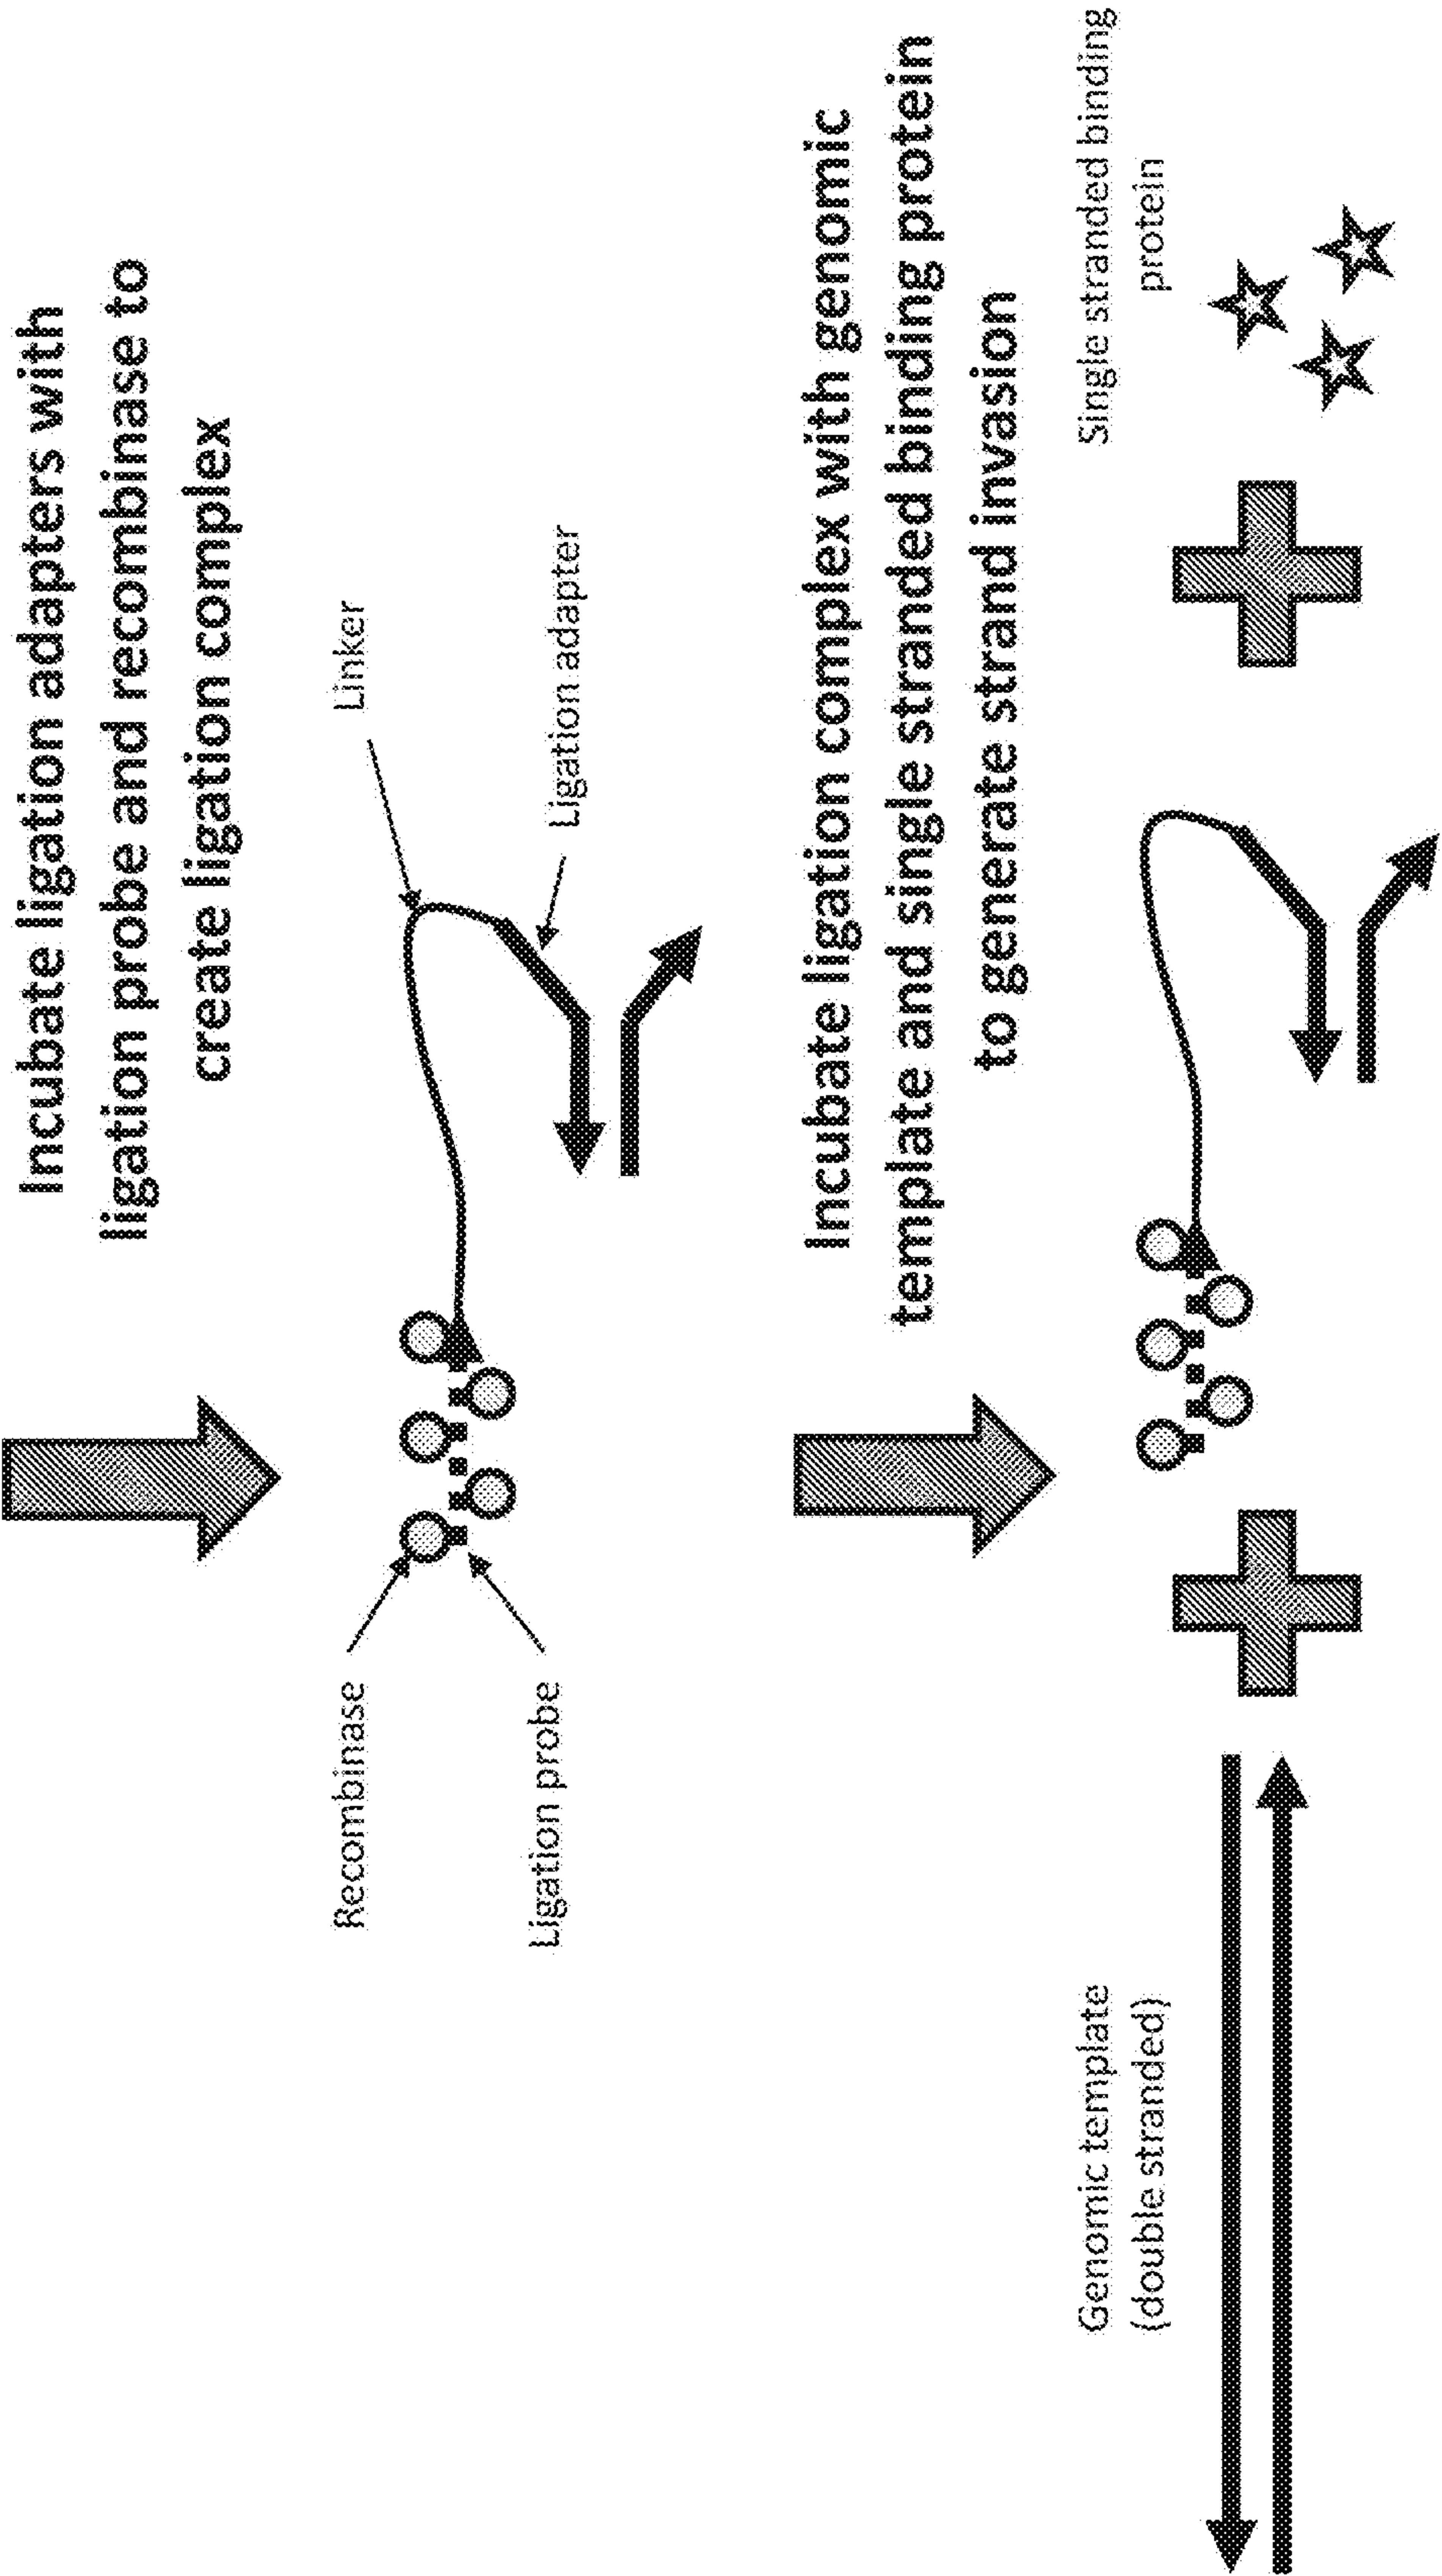 Incubate ligation adapters with
ligation probe and recombinase to
create ligation complex
Recombinase
Linker
Ligation probe
Ligation adapter
Incubate ligation complex with genomic
template and single stranded binding protein
to generate strand invasion
Genomic template
(double stranded)
Single stranded binding
protein